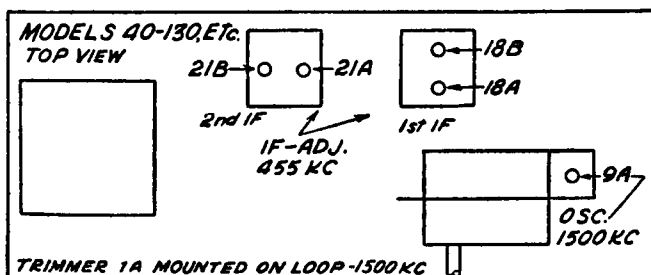 MODELS 40-130, ETC.
TOP VIEW
21B
21A
18B
18A
2nd IF
1st IF
IF-ADJ.
455 KC
9A
OSC.
1500 KC
TRIMMER 1A MOUNTED ON LOOP-1500 KC